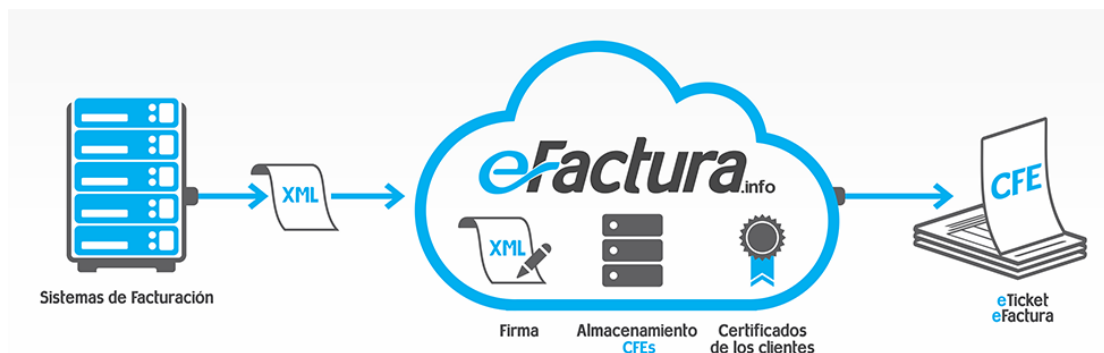 XML
Sistemas de Facturación
eFactura.info
XML
Firma
Almacenamiento
CFEs
Certificados
de los clientes
CFE
eTicket
eFactura